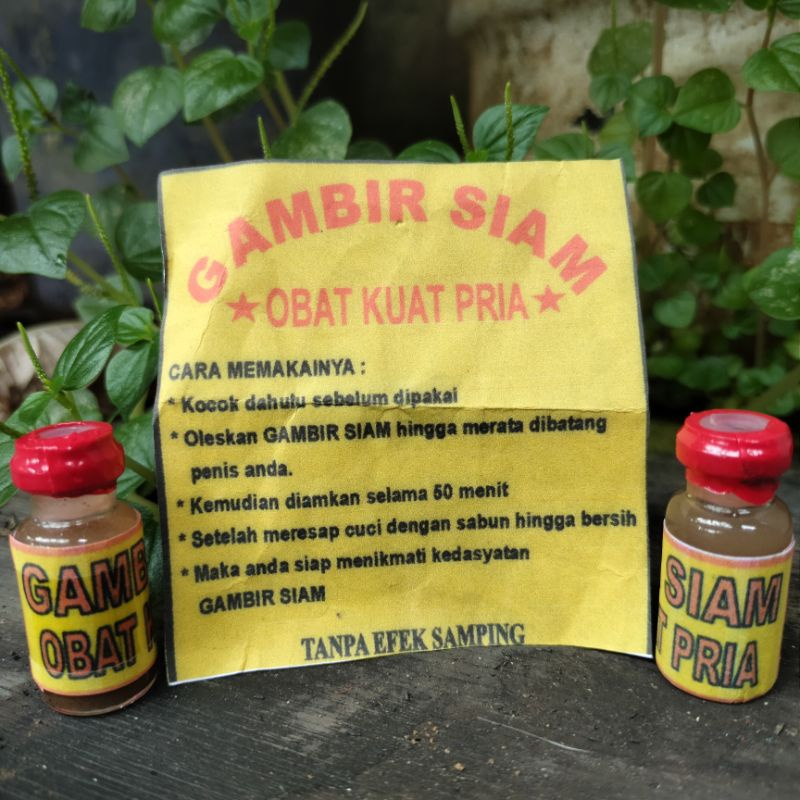 GAMBIR SIAM
★ OBAT KUAT PRIA ★
CARA MEMAKAINYA :
* Kocok dahulu sebelum dipakai
* Oleskan GAMBIR SIAM hingga merata dibatang
penis anda.
* Kemudian diamkan selama 50 menit
* Setelah meresap cuci dengan sabun hingga bersih
* Maka anda siap menikmati kedasyatan
GAMBIR SIAM
TANPA EFEK SAMPING
GAMB
OBAT K
SIAM
T PRIA